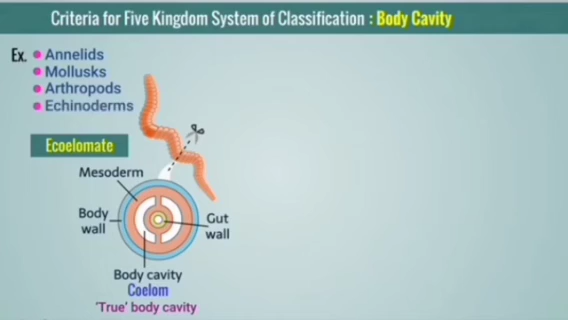 Criteria for Five Kingdom System of Classification : Body Cavity
Ex. • Annelids
• Mollusks
• Arthropods
• Echinoderms
Ecoelomate
Mesoderm
Body wall
Gut wall
Body cavity
Coelom
'True' body cavity